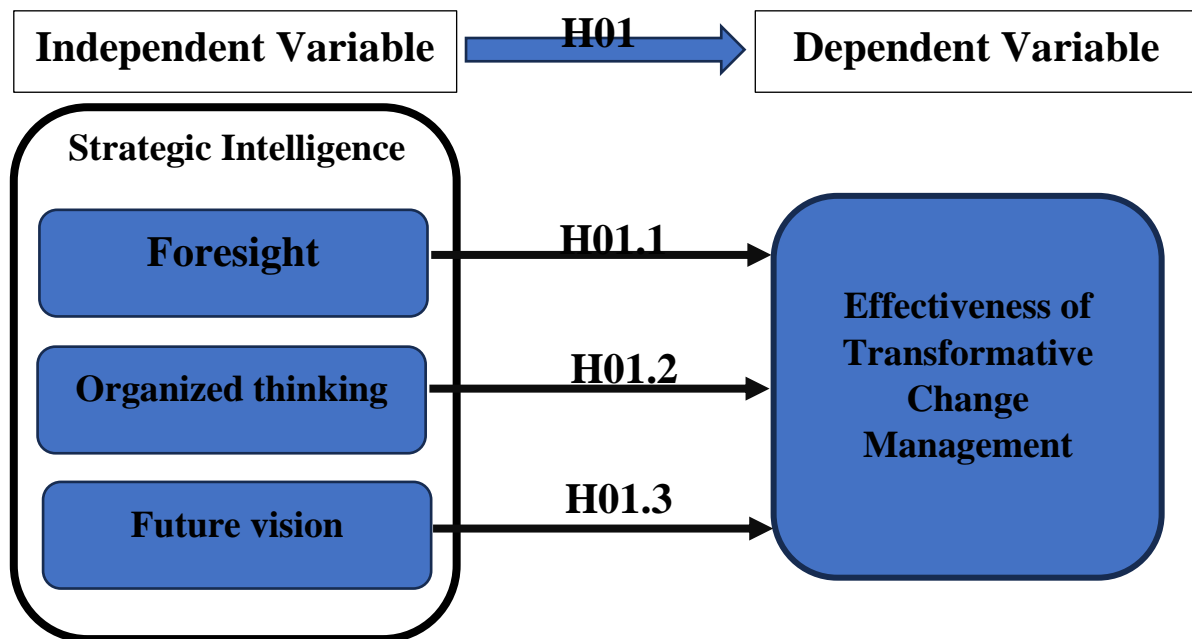 Independent Variable
H01
Dependent Variable
Strategic Intelligence
Foresight
H01.1
Organized thinking
H01.2
Future vision
H01.3
Effectiveness of
Transformative
Change
Management